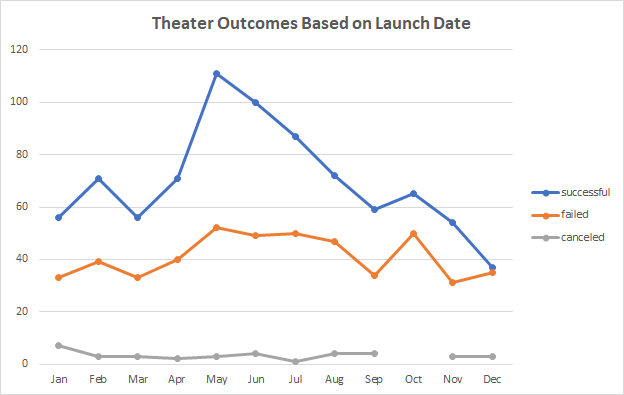 Theater Outcomes Based on Launch Date
120
100
80
60
40
20
0
Jan Feb Mar Apr May Jun Jul Aug Sep Oct Nov Dec
successful
failed
canceled